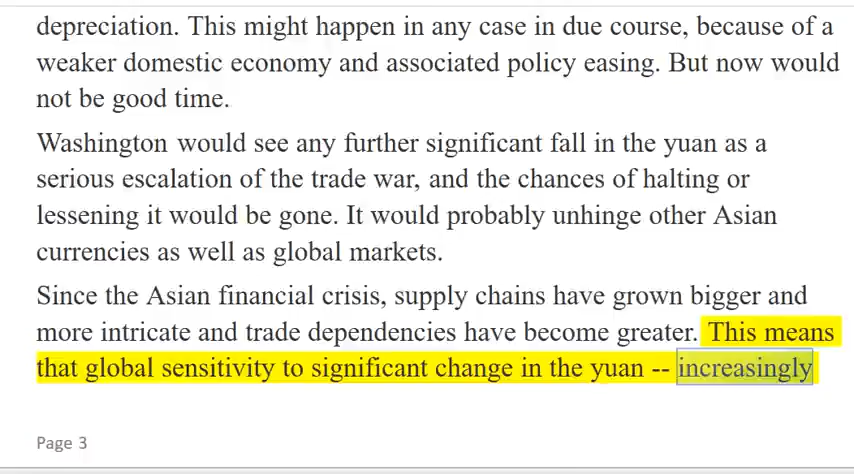 depreciation. This might happen in any case in due course, because of a
weaker domestic economy and associated policy easing. But now would
not be good time.
Washington would see any further significant fall in the yuan as a
serious escalation of the trade war, and the chances of halting or
lessening it would be gone. It would probably unhinge other Asian
currencies as well as global markets.
Since the Asian financial crisis, supply chains have grown bigger and
more intricate and trade dependencies have become greater. This means
that global sensitivity to significant change in the yuan -- increasingly
Page 3